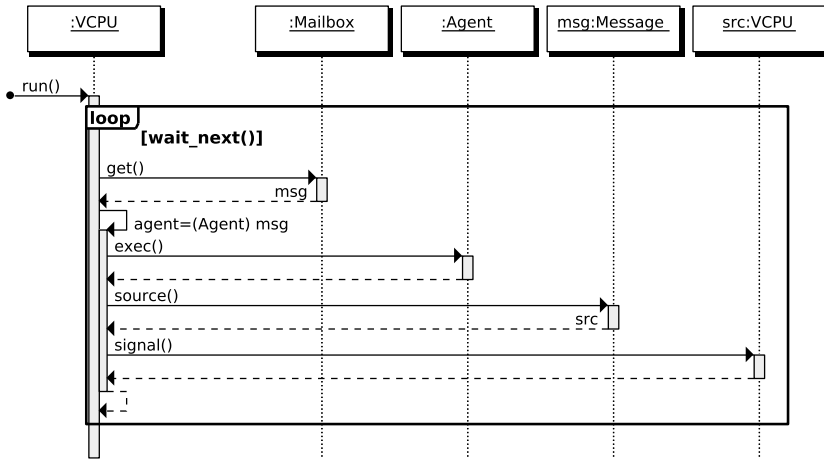 :VCPU
:Mailbox
:Agent
msg:Message
src:VCPU
run()
loop
[wait_next()]
get()
msg
agent=(Agent) msg
exec()
source()
src
signal()